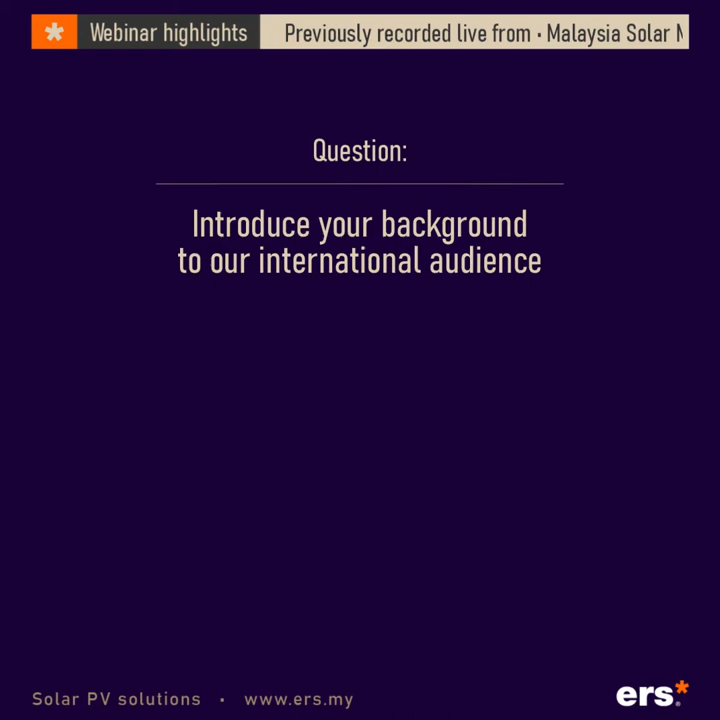 * Webinar highlights Previously recorded live from · Malaysia Solar
Question:
Introduce your background
to our international audience
Solar PV solutions · www.ers.my
ers*®